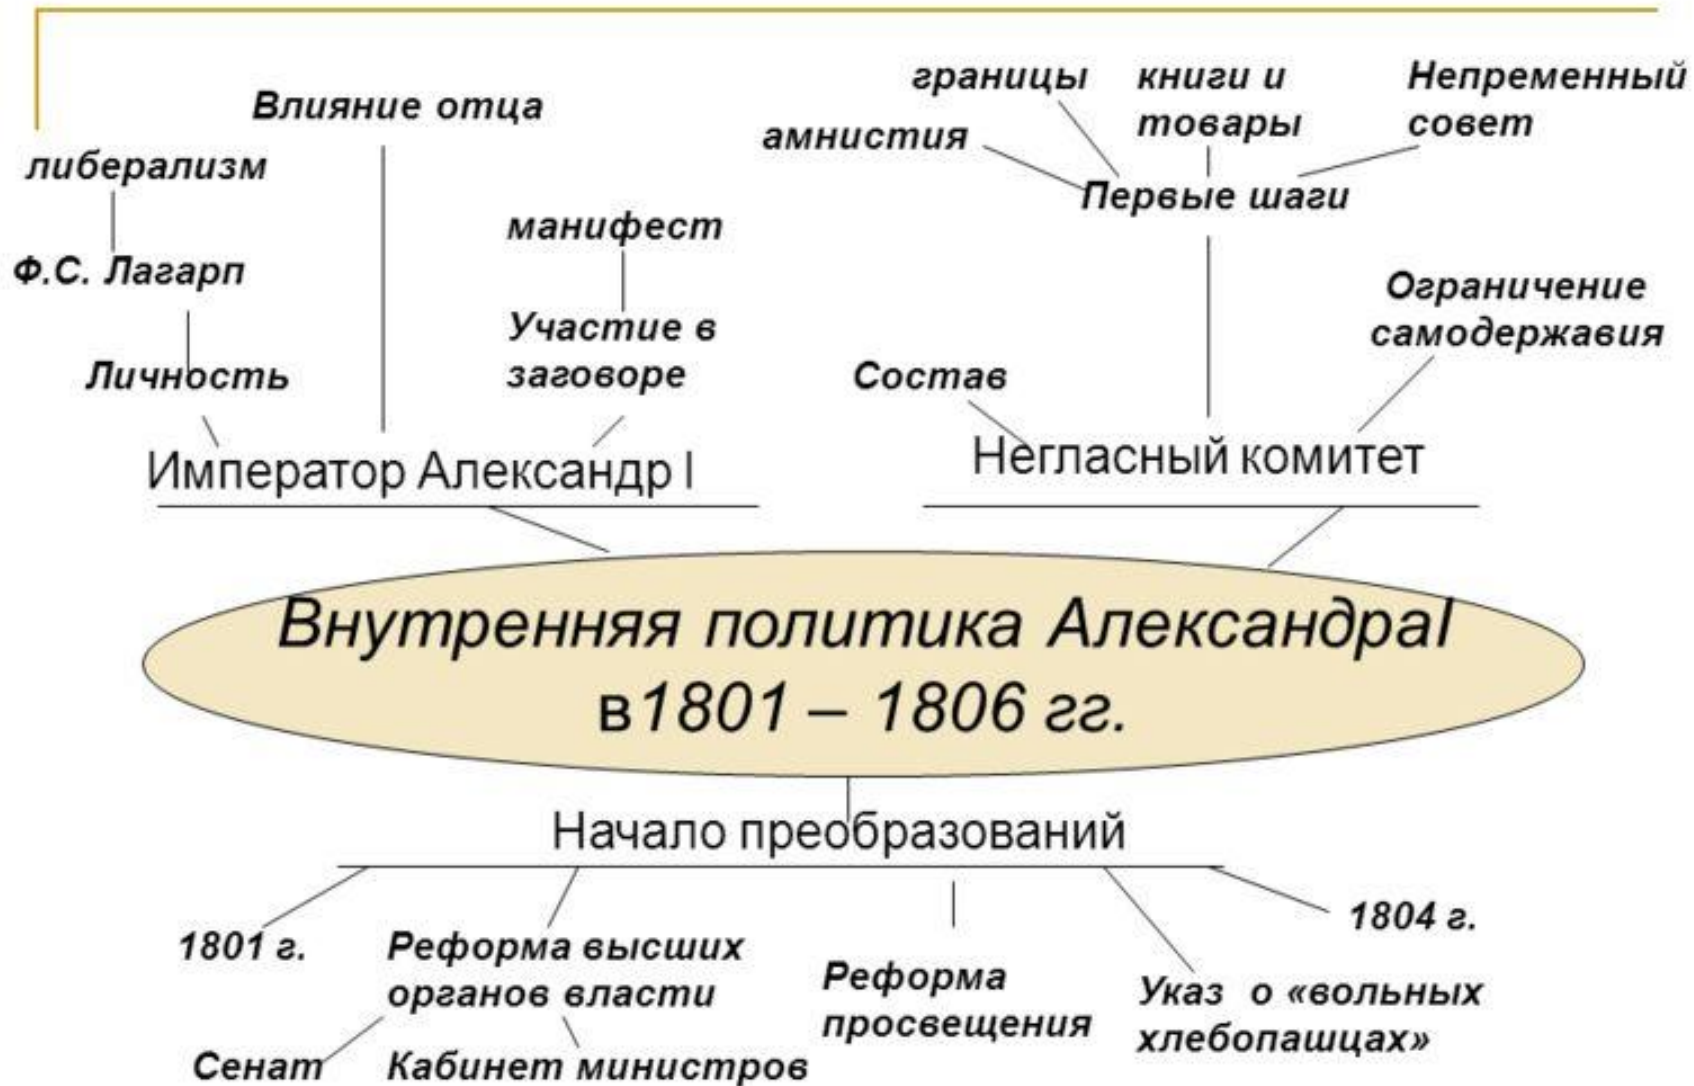 границы
книги и
товары
Непременный
совет
Влияние отца
амнистия
либерализм
Первые шаги
манифест
Ф.С. Лагарп
Ограничение
самодержавия
Участие в
заговоре
Личность
Состав
Император Александр I
Негласный комитет
Внутренняя политика АлександраI
в1801 – 1806 гг.
Начало преобразований
1801 г.
Реформа высших
органов власти
Реформа
просвещения
Указ о «вольных
хлебопашцах»
1804 г.
Сенат
Кабинет министров